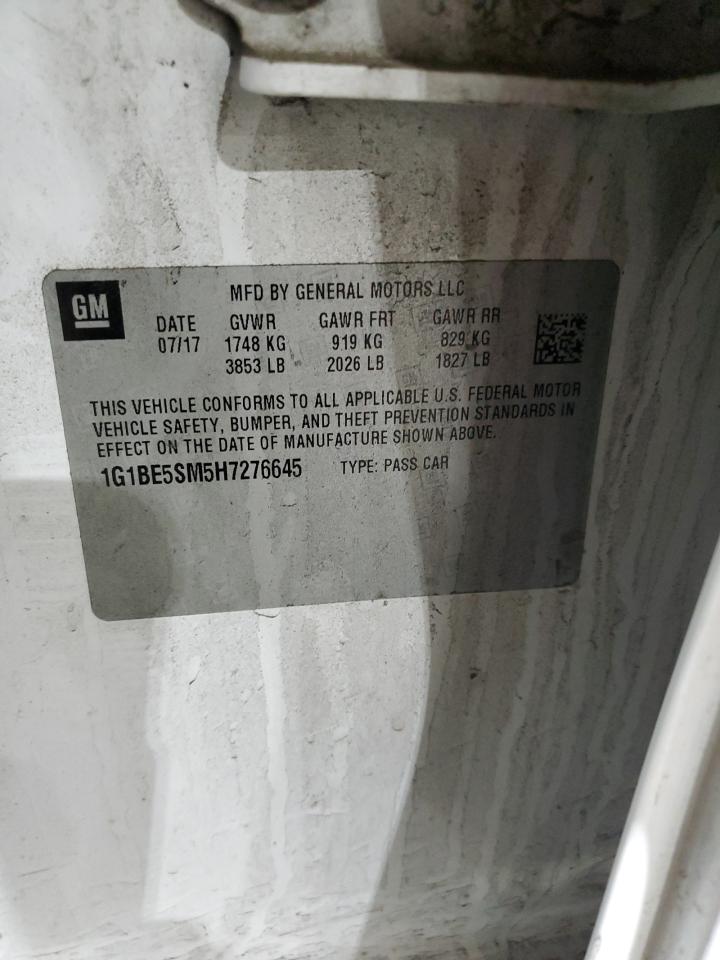 GM
MFD BY GENERAL MOTORS LLC
DATE GVWR GAWR FRT GAWR RR
07/17 1748 KG 919 KG 829 KG
3853 LB 2026 LB 1827 LB
THIS VEHICLE CONFORMS TO ALL APPLICABLE U.S. FEDERAL MOTOR
VEHICLE SAFETY, BUMPER, AND THEFT PREVENTION STANDARDS IN
EFFECT ON THE DATE OF MANUFACTURE SHOWN ABOVE.
1G1BE5SM5H7276645 TYPE: PASS CAR